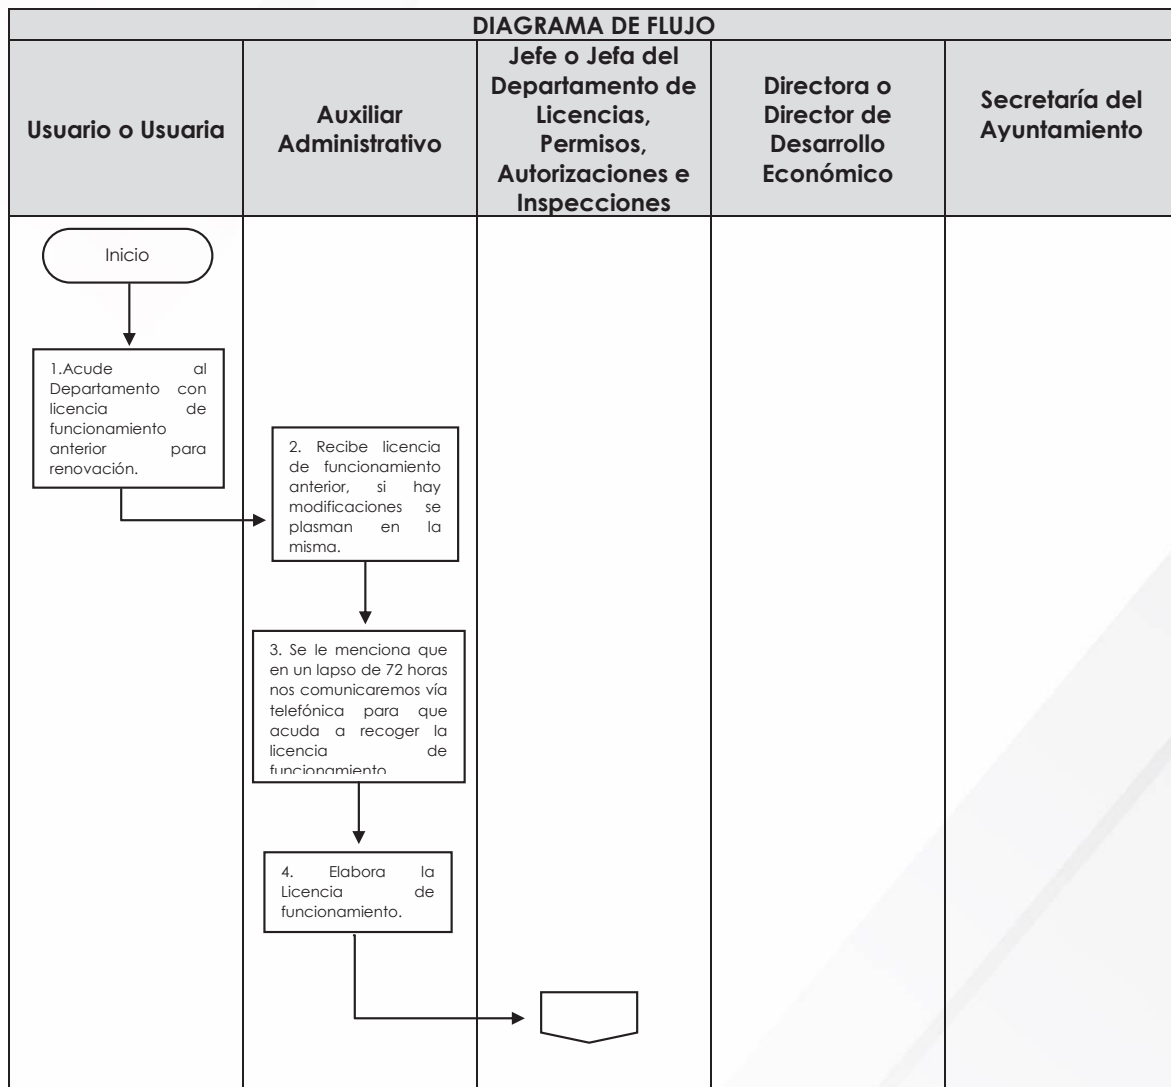 DIAGRAMA DE FLUJO
Usuario o Usuaria
Auxiliar
Administrativo
Jefe o Jefa del
Departamento de
Licencias,
Permisos,
Autorizaciones e
Inspecciones
Directora o
Director de
Desarrollo
Económico
Secretaría del
Ayuntamiento
Inicio
1.Acude al
Departamento con
licencia de
funcionamiento
anterior para
renovación.
2. Recibe licencia
de funcionamiento
anterior, si hay
modificaciones se
plasman en la
misma.
3. Se le menciona que
en un lapso de 72 horas
nos comunicaremos vía
telefónica para que
acuda a recoger la
licencia de
funcionamiento
4. Elabora la
Licencia de
funcionamiento.